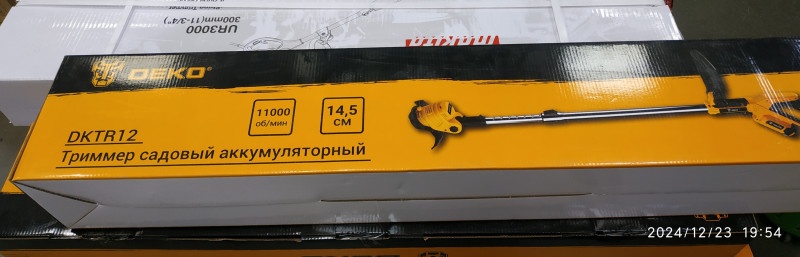 UR3000
300mm(11-3/4")
makita
DEKO®
11000
об/мин
14,5
см
DKTR12
Триммер садовый аккумуляторный
2024/12/23 19:54